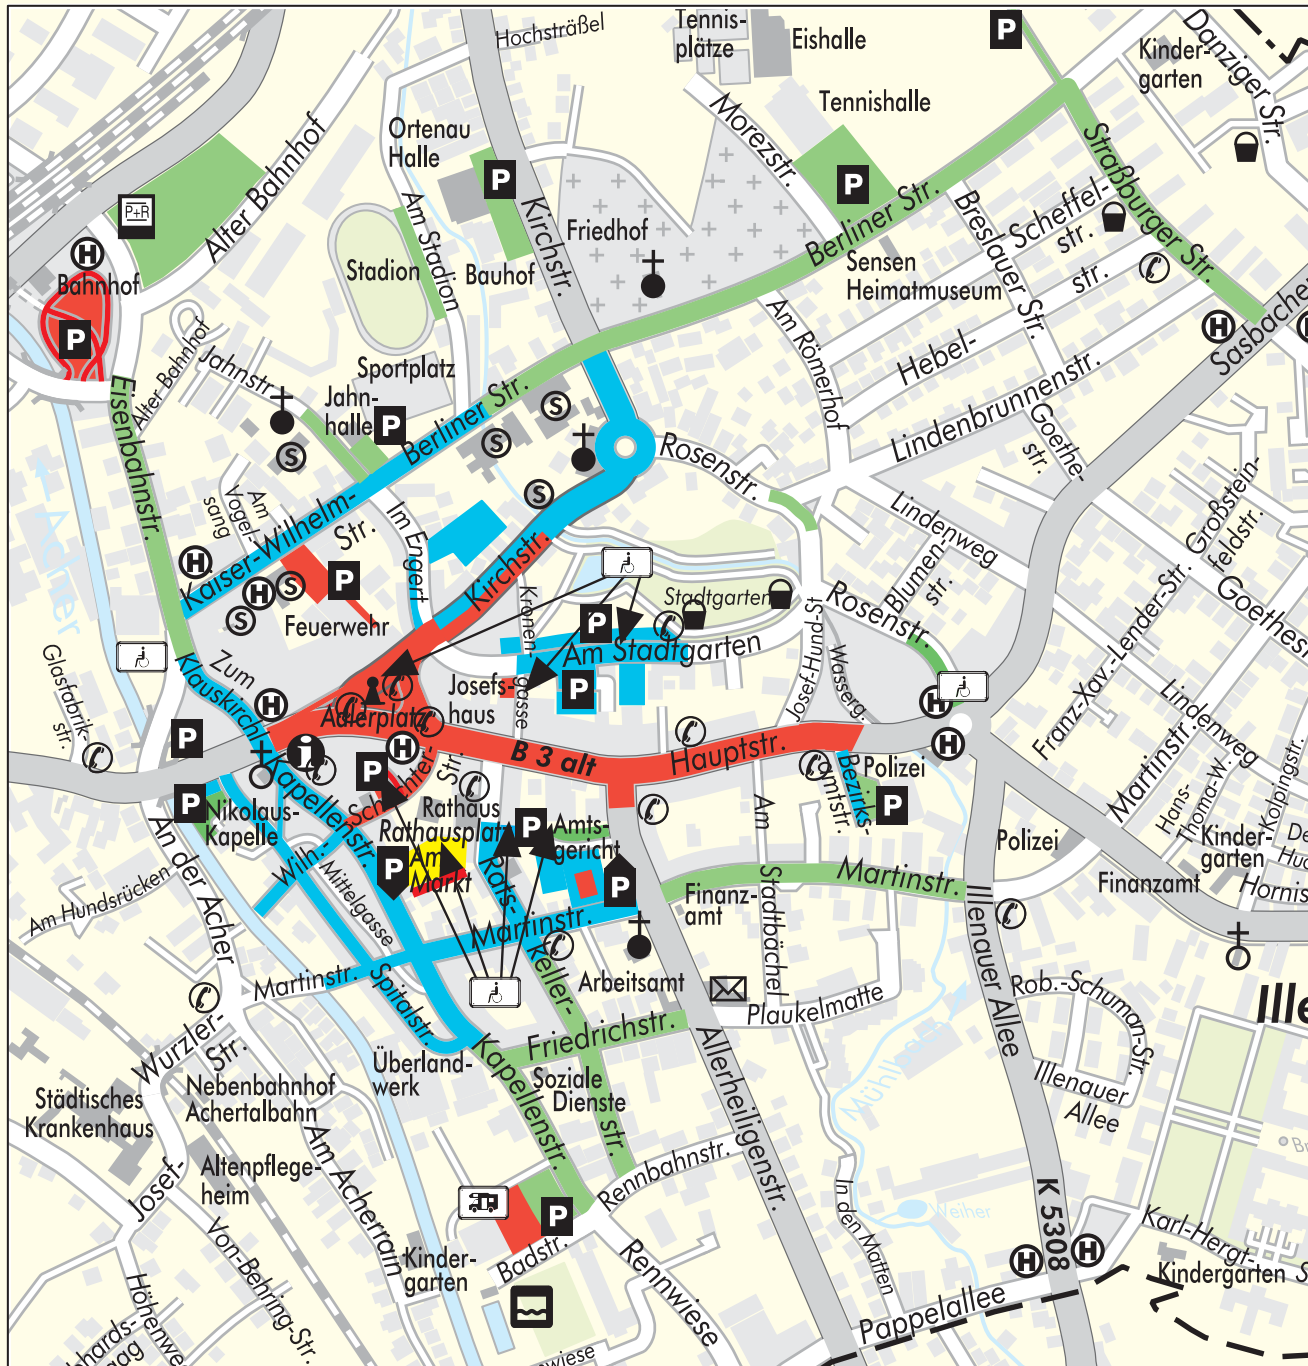 Hochsträßel
Tennis-
plätze
Eishalle
Tennishalle
P
Kinder-
garten
Danziger Str.
Ortenau
Halle
P
Morezstr.
P
Straßburger Str.
Alter Bahnhof
P+R
Am Stadion
Kirchstr.
Friedhof
Berliner Str.
Breslauer Str.
Scheffel-
str.
H
Bahnhof
Stadion
Bauhof
Sensen
Heimatmuseum
Hebel-
str.
P
H
Sasbacher
Am Römerhof
Alter Bahnhof
Jahnstr.
Sportplatz
Jahn-
halle
P
Berliner Str.
S
S
S
S
Eisenbahnstr.
Lindenbrunnenstr.
Goethe-
str.
Rosenstr.
Am
Vogel-
sang
Kaiser-Wilhelm-
Str.
Im Engert
Kirchstr.
Lindenweg
Blumen-
str.
Großstein-
feldstr.
Acher
H
H
S
S
P
Feuerwehr
Kronen-
gasse
Stadtgarten
P
Am Stadtgarten
Josef-Hund-Str.
Rosenstr.
Wasserg.
Franz-Xav.-Lender-Str.
Goethestr
Glasfabrik-
str.
Klauskirchl
Zum
H
Adlerplatz
Josefs-
haus
P
H
H
Lindenweg
Martinstr.
P
i
H
P
Schlachter-
Str.
B 3 alt
Hauptstr.
Bezirks-
amtstr.
Polizei
P
Hans-
Thoma-W.
Kolpingstr.
P
Nikolaus-
Kapelle
Kapellenstr.
Rathaus
Rathausplatz
P
Amts-
gericht
Am
Stadtbächel
Polizei
Kinder-
garten
Am
Markt
P
P
Wilh.-
Mittelgasse
Rats-
keller-
str.
Martinstr.
Finanz-
amt
Martinstr.
Finanzamt
Hornis
Am Hundsrücken
An der Acher
Martinstr.
Spitalstr.
Arbeitsamt
Plaukelmatte
Illenauer Allee
Rob.-Schuman-Str.
Ille
Wurzler-
Str.
Überland-
werk
Kapellenstr.
Friedrichstr.
Allerheiligenstr.
Mühlbach
Illenauer
Allee
Städtisches
Krankenhaus
Nebenbahnhof
Achertalbahn
Soziale
Dienste
Altenpflege-
heim
Josef-
Am Acherrain
Rennbahnstr.
K 5308
Von-Behring-Str.
P
Badstr.
In den Matten
Weiher
Karl-Hergt-
Kinder-
garten
Rennwiese
H
H
Kindergarten
Höhenwe
Pappelallee